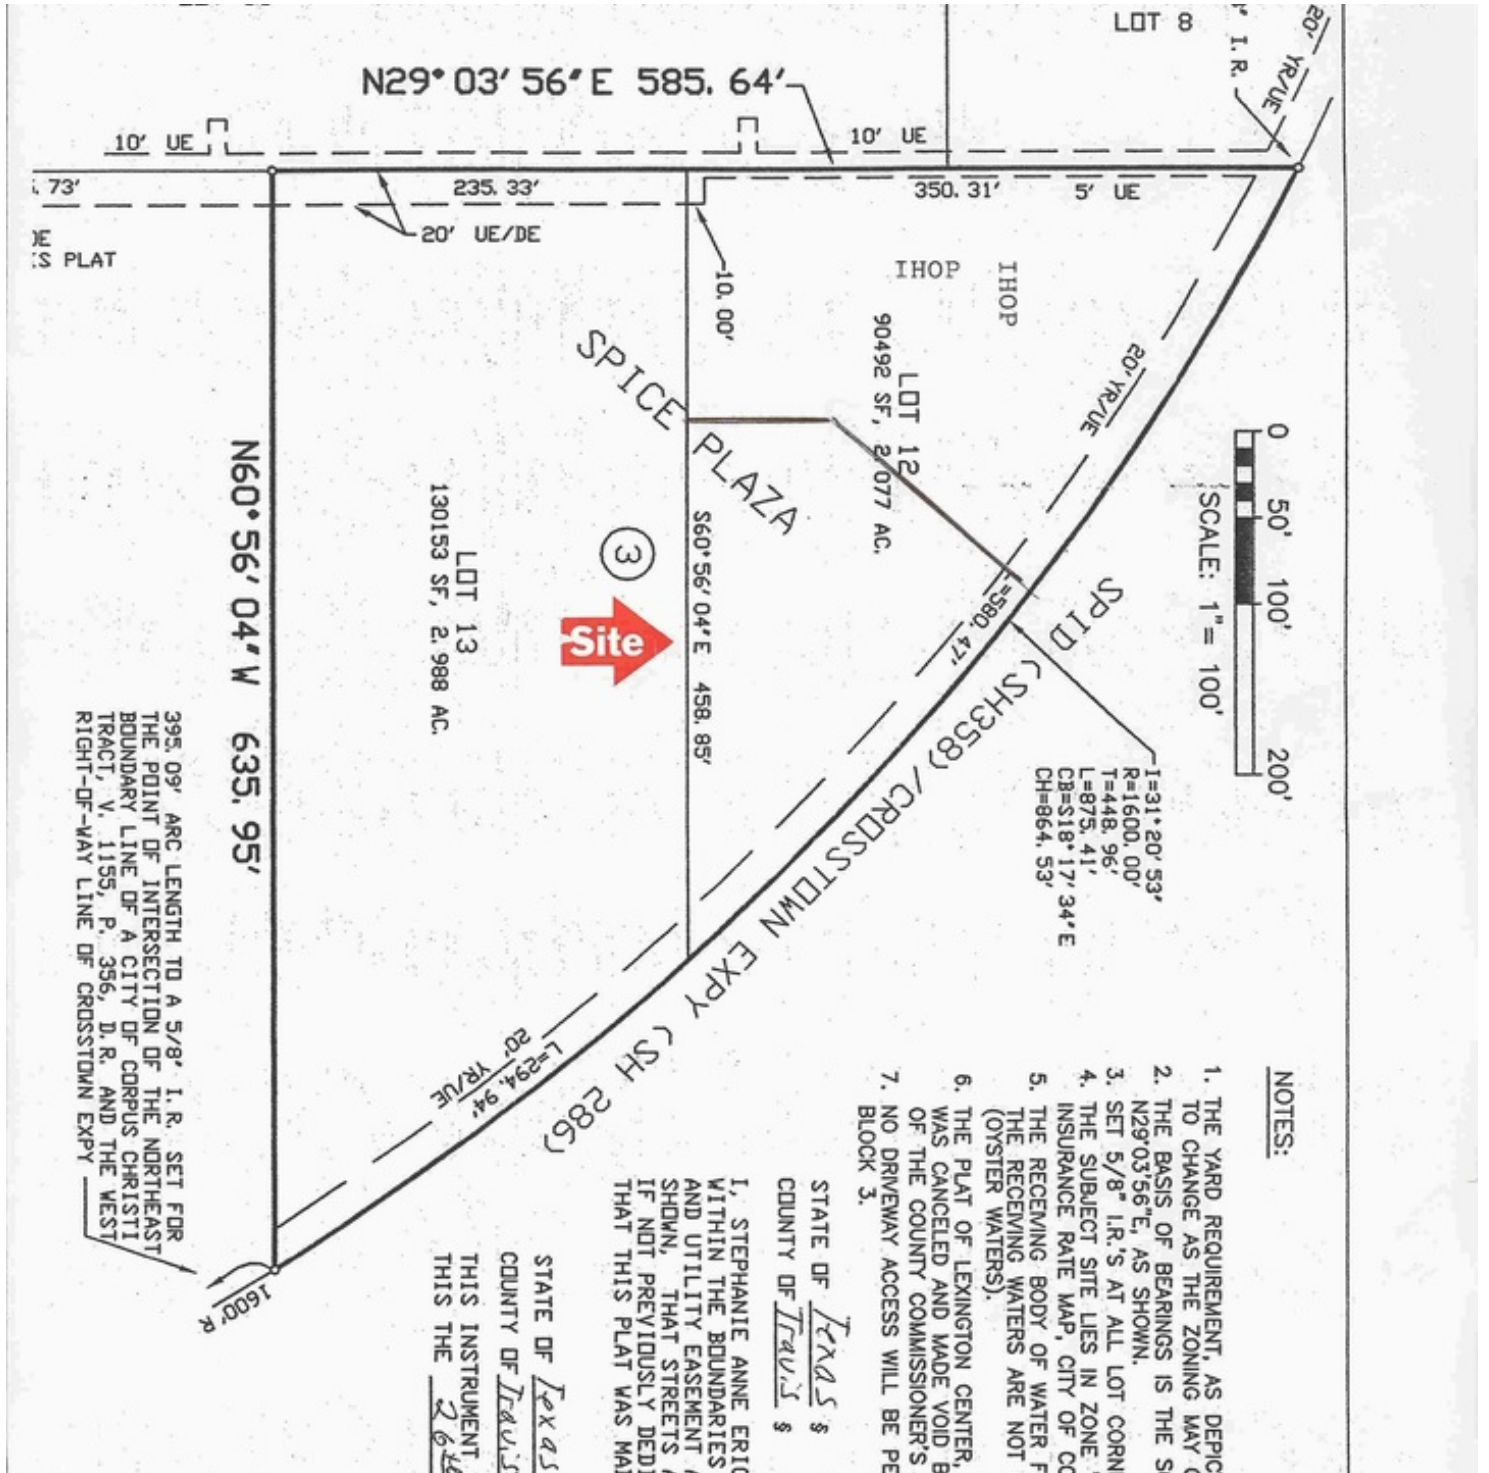 LOT 8
I. R.
20' YR/UE
N29° 03' 56" E 585. 64'
10' UE
10' UE
73'
235. 33'
350. 31'
5' UE
20' UE/DE
S PLAT
10. 00'
IHOP
IHOP
SPICE PLAZA
LOT 12
90492 SF, 2.077 AC.
20' YR/UE
0 50' 100' 200'
SCALE: 1"= 100'
S60° 56' 04" E 458. 85'
3
Site
LOT 13
130153 SF, 2. 988 AC.
N60° 56' 04" W 635. 95'
=580. 47'
SPID (SH358)/CROSSTOWN EXPY (SH 286)
I=31° 20' 53"
R=1600. 00'
T=448. 96'
L=875. 41'
CB=S18° 17' 34" E
CH=864. 53'
L=294. 94'
20' YR/UE
395. 09' ARC LENGTH TO A 5/8" I. R. SET FOR
THE POINT OF INTERSECTION OF THE NORTHEAST
BOUNDARY LINE OF A CITY OF CORPUS CHRISTI
TRACT, V. 1155, P. 356, D. R. AND THE WEST
RIGHT-OF-WAY LINE OF CROSSTOWN EXPY
1600' R
NOTES:
1. THE YARD REQUIREMENT, AS DEPIC
TO CHANGE AS THE ZONING MAY
2. THE BASIS OF BEARINGS IS THE
N29°03'56"E, AS SHOWN.
3. SET 5/8" I.R.'S AT ALL LOT CORN
4. THE SUBJECT SITE LIES IN ZONE
INSURANCE RATE MAP, CITY OF CO
5. THE RECEIVING BODY OF WATER F
THE RECEIVING WATERS ARE NOT
(OYSTER WATERS).
6. THE PLAT OF LEXINGTON CENTER,
WAS CANCELED AND MADE VOID B
OF THE COUNTY COMMISSIONER'S
7. NO DRIVEWAY ACCESS WILL BE PE
BLOCK 3.
STATE OF Texas §
COUNTY OF Travis §
I, STEPHANIE ANNE ERIC
WITHIN THE BOUNDARIES
AND UTILITY EASEMENT
SHOWN, THAT STREETS
IF NOT PREVIOUSLY DEDI
THAT THIS PLAT WAS MA
STATE OF Texas
COUNTY OF Travis
THIS INSTRUMENT
THIS THE 26